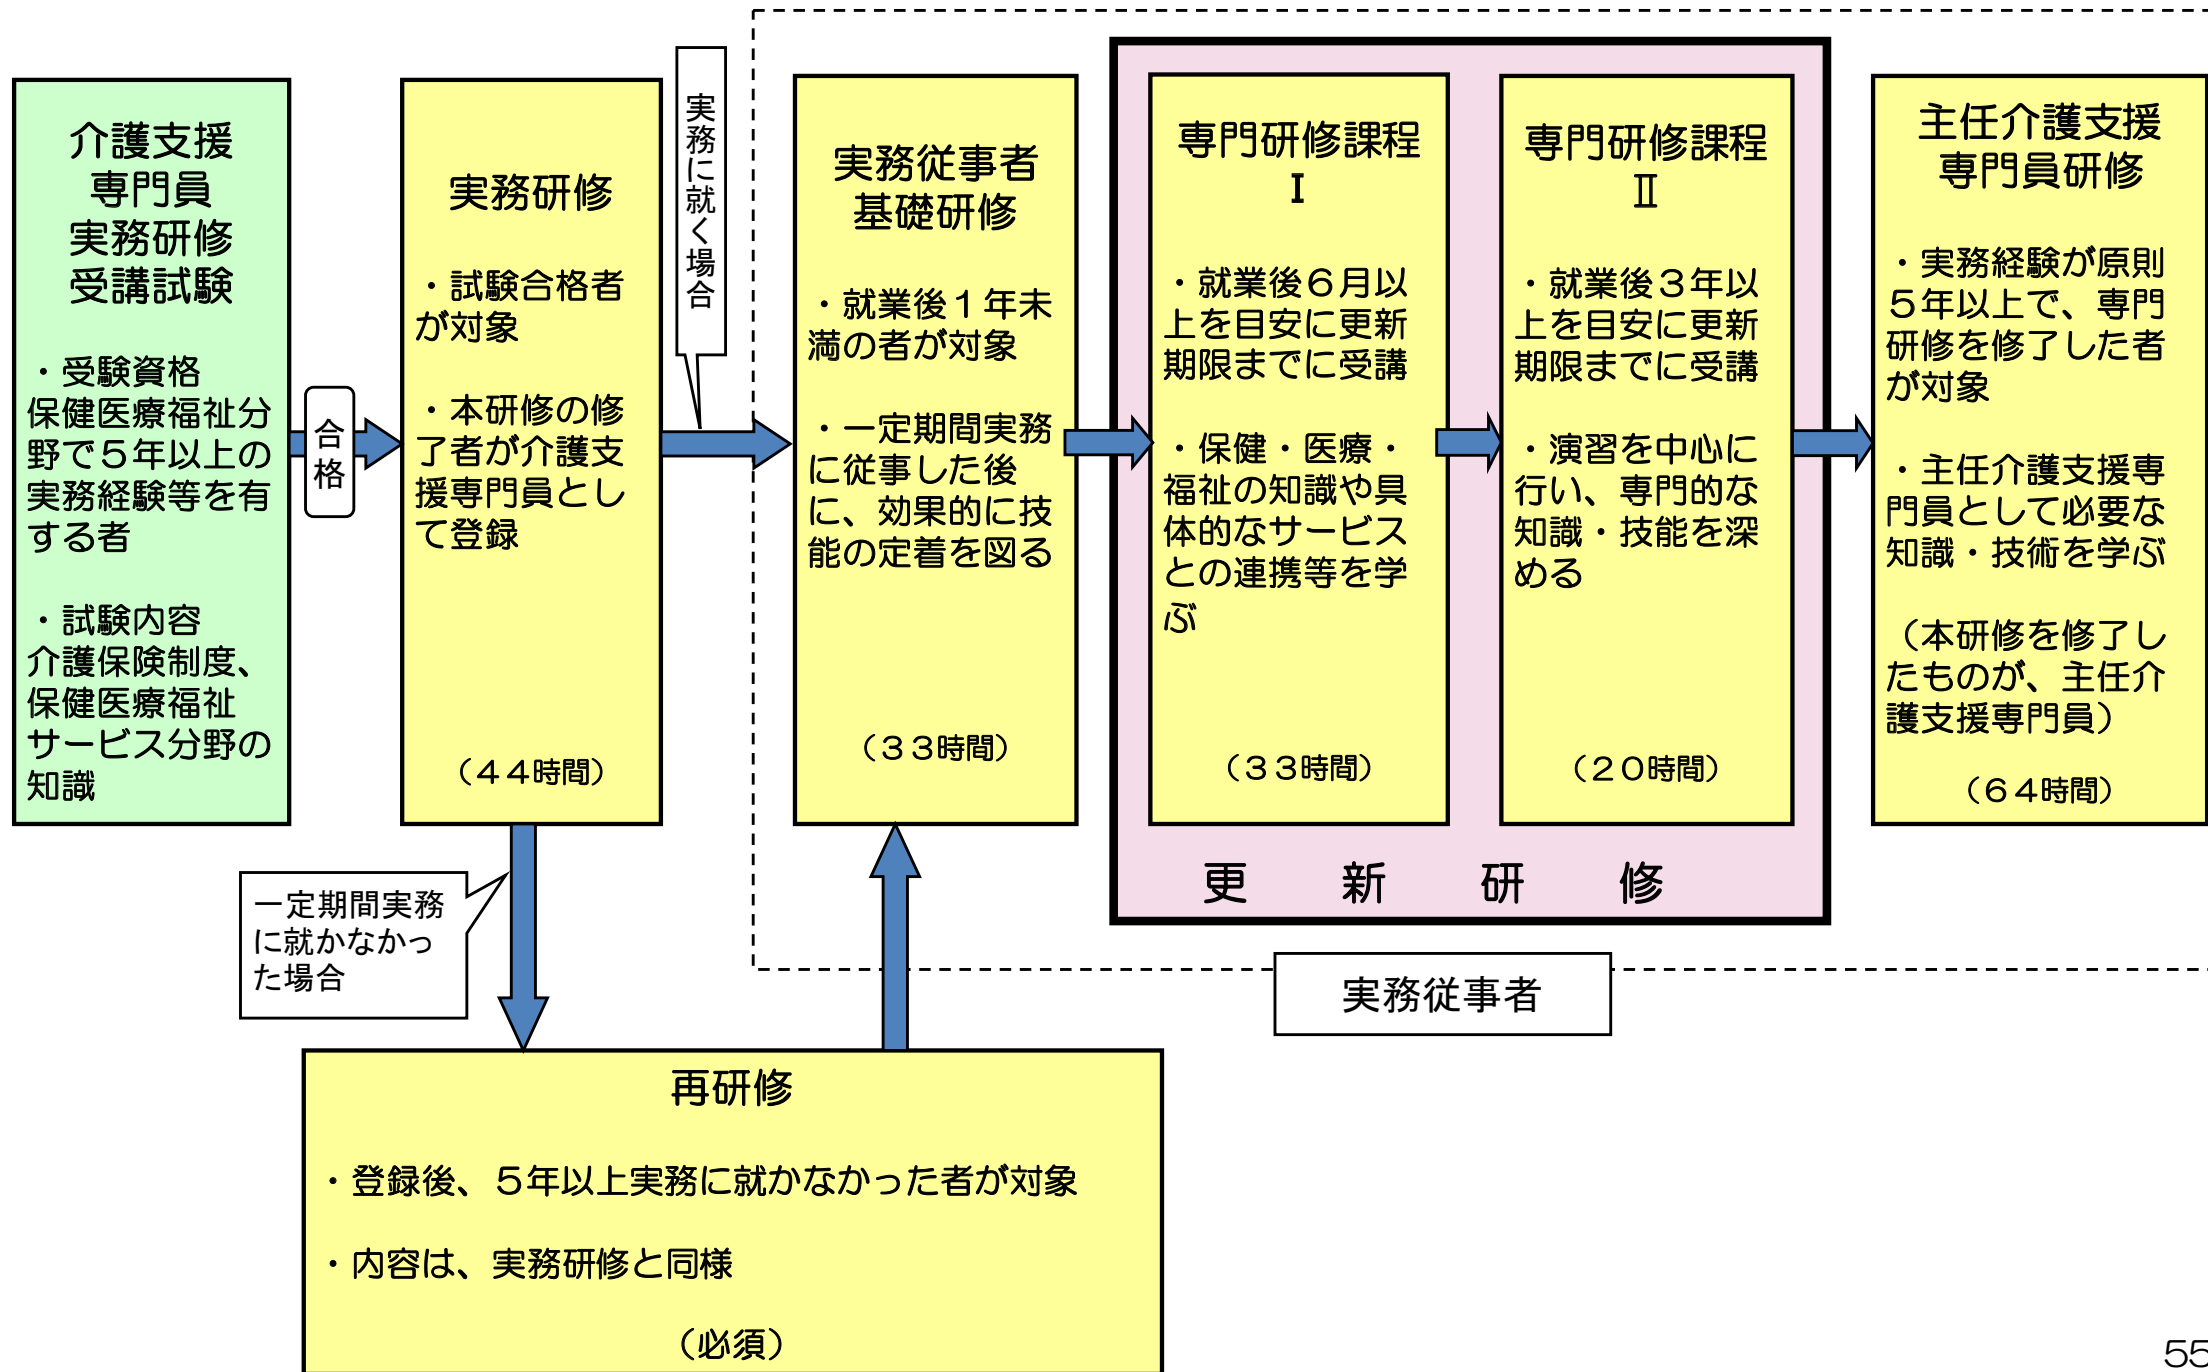 介護支援
専門員
実務研修
受講試験
・受験資格
保健医療福祉分
野で５年以上の
実務経験等を有
する者
・試験内容
介護保険制度、
保健医療福祉
サービス分野の
知識
合格
実務研修
・試験合格者
が対象
・本研修の修
了者が介護支
援専門員とし
て登録
（４４時間）
実務に就く場合
実務従事者
基礎研修
・就業後１年未
満の者が対象
・一定期間実務
に従事した後
に、効果的に技
能の定着を図る
（３３時間）
専門研修課程
Ⅰ
・就業後６月以
上を目安に更新
期限までに受講
・保健・医療・
福祉の知識や具
体的なサービス
との連携等を学
ぶ
（３３時間）
専門研修課程
Ⅱ
・就業後３年以
上を目安に更新
期限までに受講
・演習を中心に
行い、専門的な
知識・技能を深
める
（２０時間）
更新研修
主任介護支援
専門員研修
・実務経験が原則
５年以上で、専門
研修を修了した者
が対象
・主任介護支援専
門員として必要な
知識・技術を学ぶ
（本研修を修了し
たものが、主任介
護支援専門員）
（６４時間）
実務従事者
一定期間実務
に就かなかっ
た場合
再研修
・登録後、５年以上実務に就かなかった者が対象
・内容は、実務研修と同様
（必須）
55